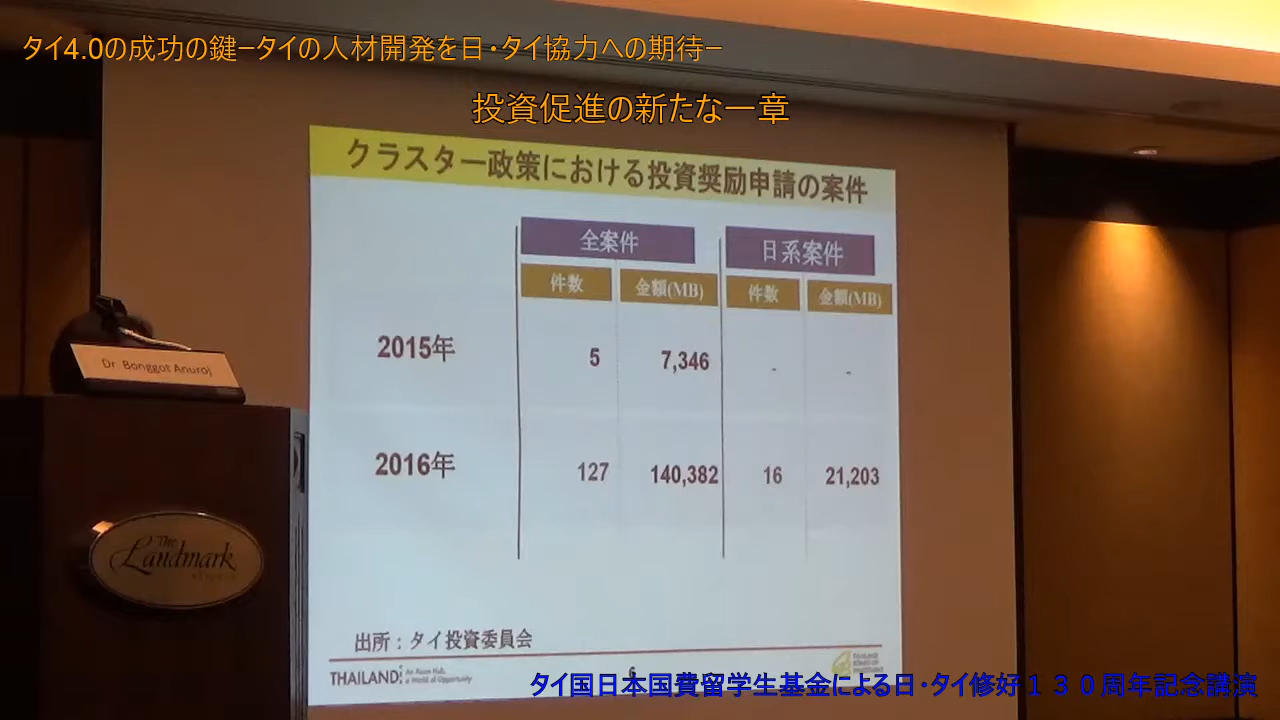 タイ4.0の成功の鍵－タイの人材開発を日・タイ協力への期待－
投資促進の新たな一章
クラスター政策における投資奨励申請の案件
全案件 日系案件
件数 金額(MB) 件数 金額(MB)
2015年 5 7,346 - -
2016年 127 140,382 16 21,203
Dr. Bonggot Anuroj
The
Landmark
出所：タイ投資委員会
THAILAND:
6
タイ国日本国費留学生基金による日・タイ修好１３０周年記念講演